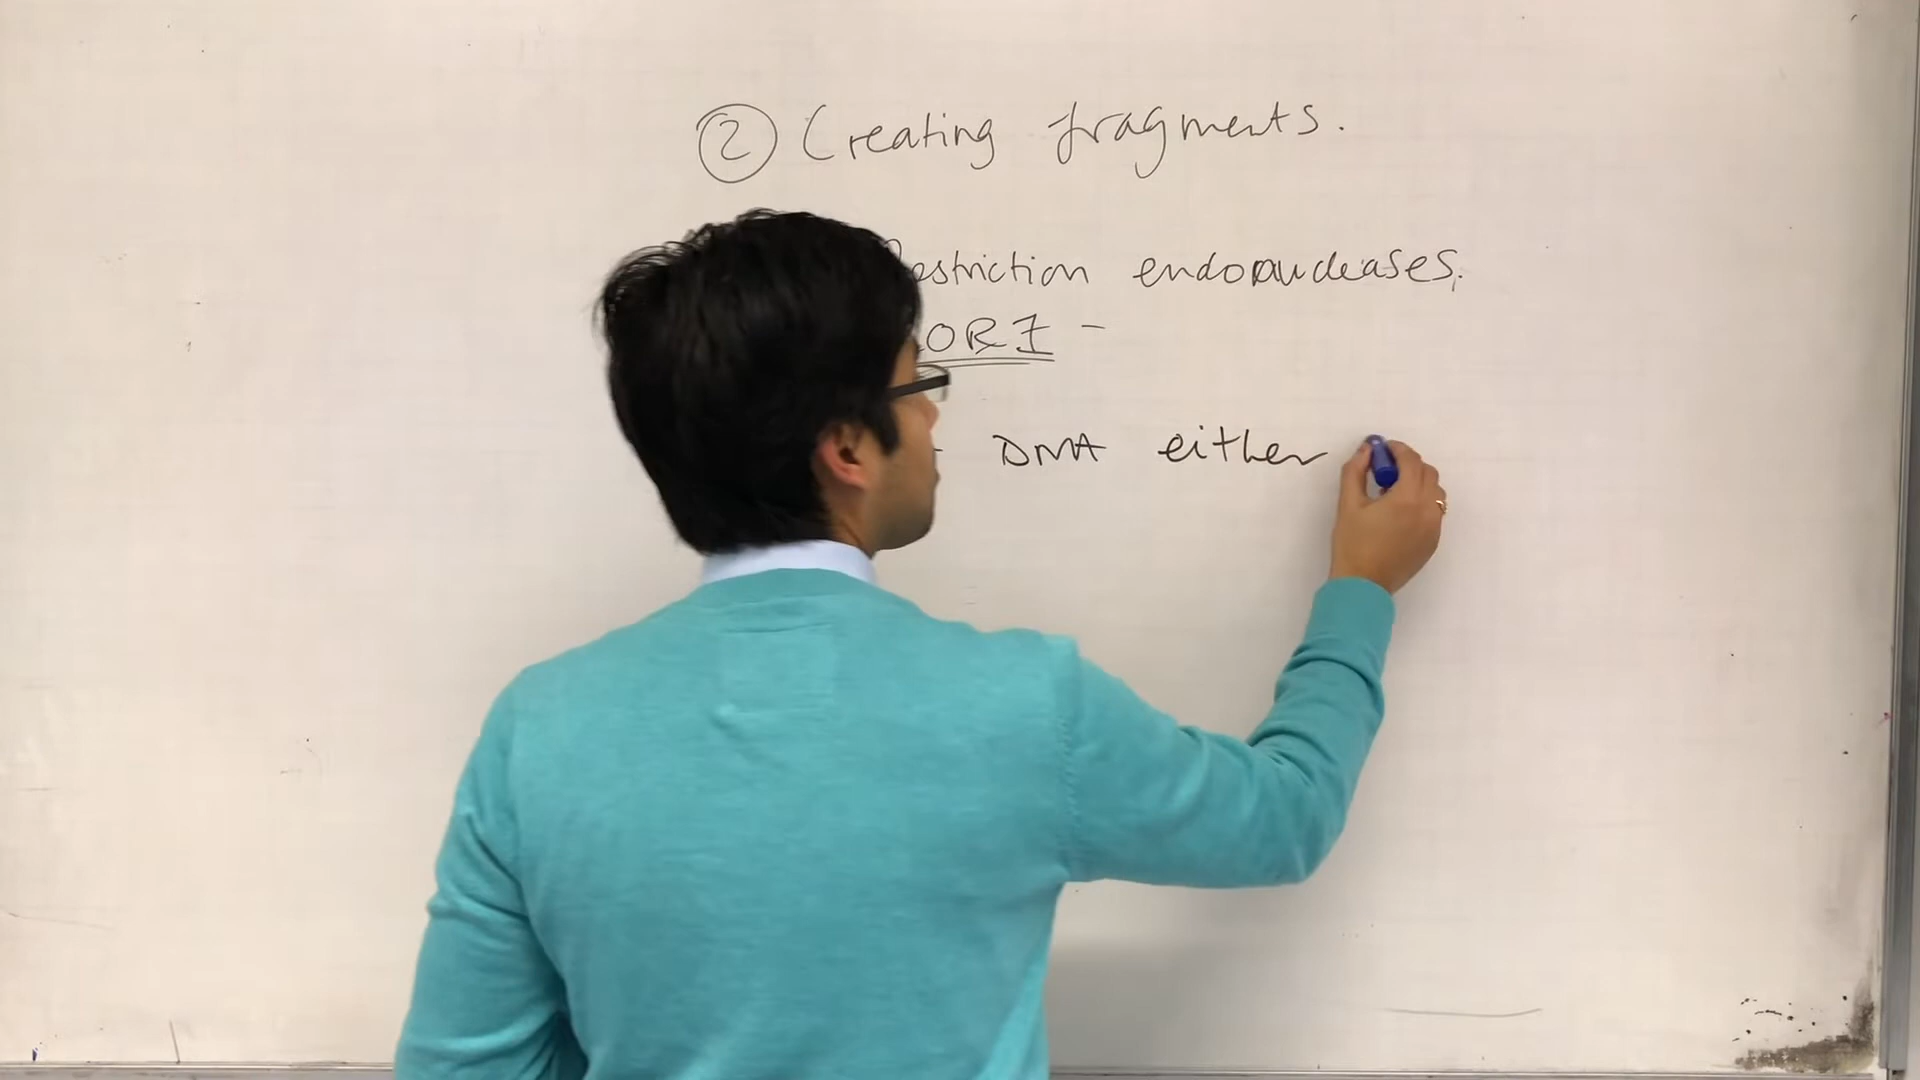 ② Creating fragments.
estriction endonucleases.
ORI -
DNA either